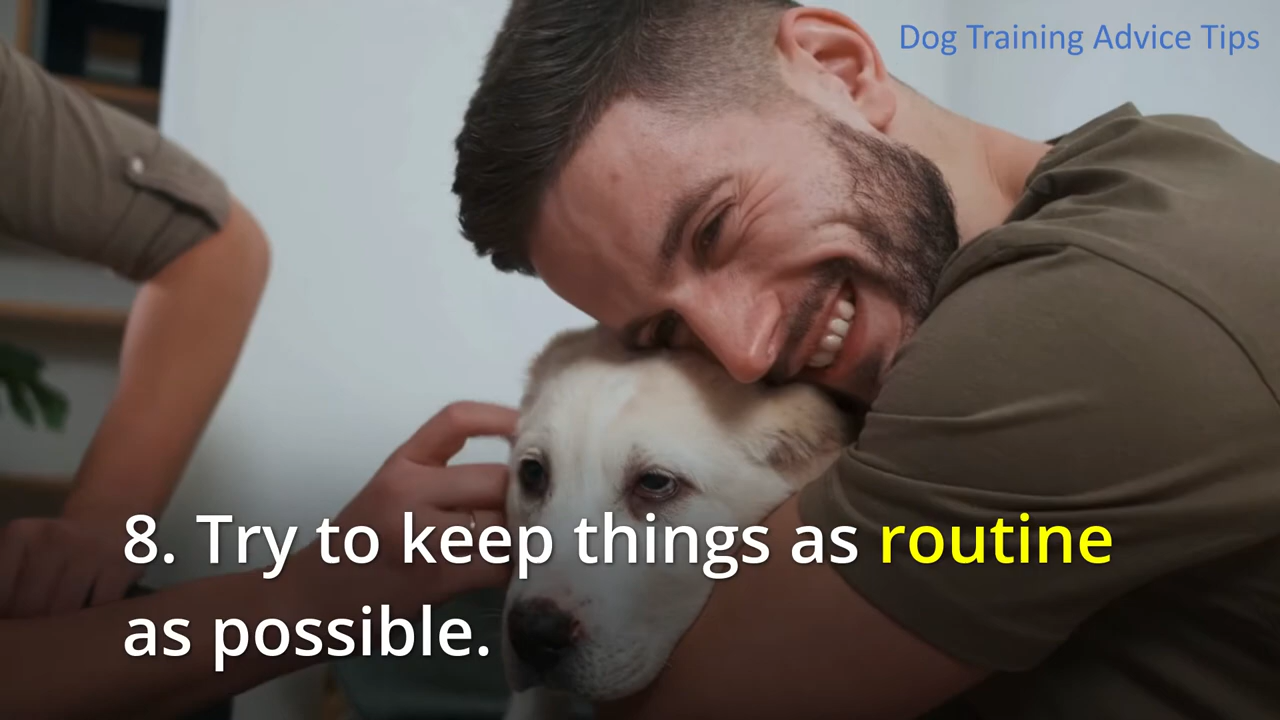 Dog Training Advice Tips
8. Try to keep things as routine
as possible.